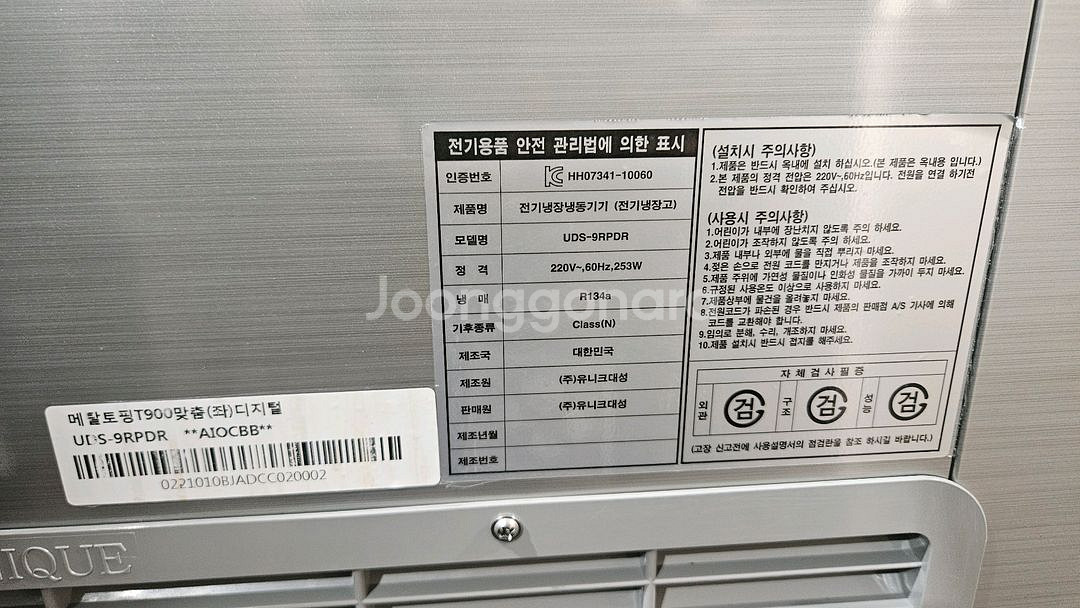 전기용품 안전 관리법에 의한 표시
인증번호 HH07341-10060
제품명 전기냉장냉동기기 (전기냉장고)
모델명 UDS-9RPDR
정 격 220V~,60Hz,253W
냉 매 R134a
기후종류 Class(N)
제조국 대한민국
제조원 (주)유니크대성
판매원 (주)유니크대성
제조년월
제조번호
(설치시 주의사항)
1.제품은 반드시 옥내에 설치 하십시오.(본 제품은 옥내용 입니다.)
2.본 제품의 정격 전압은 220V~,60Hz입니다. 전원을 연결 하기전
전압을 반드시 확인하여 주십시오.
(사용시 주의사항)
1.어린이가 내부에 장난치지 않도록 주의 하세요.
2.어린이가 조작하지 않도록 주의 하세요.
3.제품 내부나 외부에 물을 직접 뿌리지 마세요.
4.젖은 손으로 전원 코드를 만지거나 제품을 조작하지 마세요.
5.제품 주위에 가연성 물질이나 인화성 물질을 가까이 두지 마세요.
6.규정된 사용온도 이상으로 사용하지 마세요.
7.제품상부에 물건을 올려놓지 마세요.
8.전원코드가 파손된 경우 반드시 제품의 판매점 A/S 기사에 의해
코드를 교환해야 합니다.
9.임의로 분해, 수리, 개조하지 마세요.
10.제품 설치시 반드시 접지를 해주세요.
자 체 검 사 필 증
외관 검 구조 검 성능 검
(고장 신고전에 사용설명서의 점검란을 참조 하시길 바랍니다.)
메탈토핑T900맞춤(좌)디지털
UDS-9RPDR **AIOCBB**
0221010BJADCC020002
NIQUE
Joonggonara